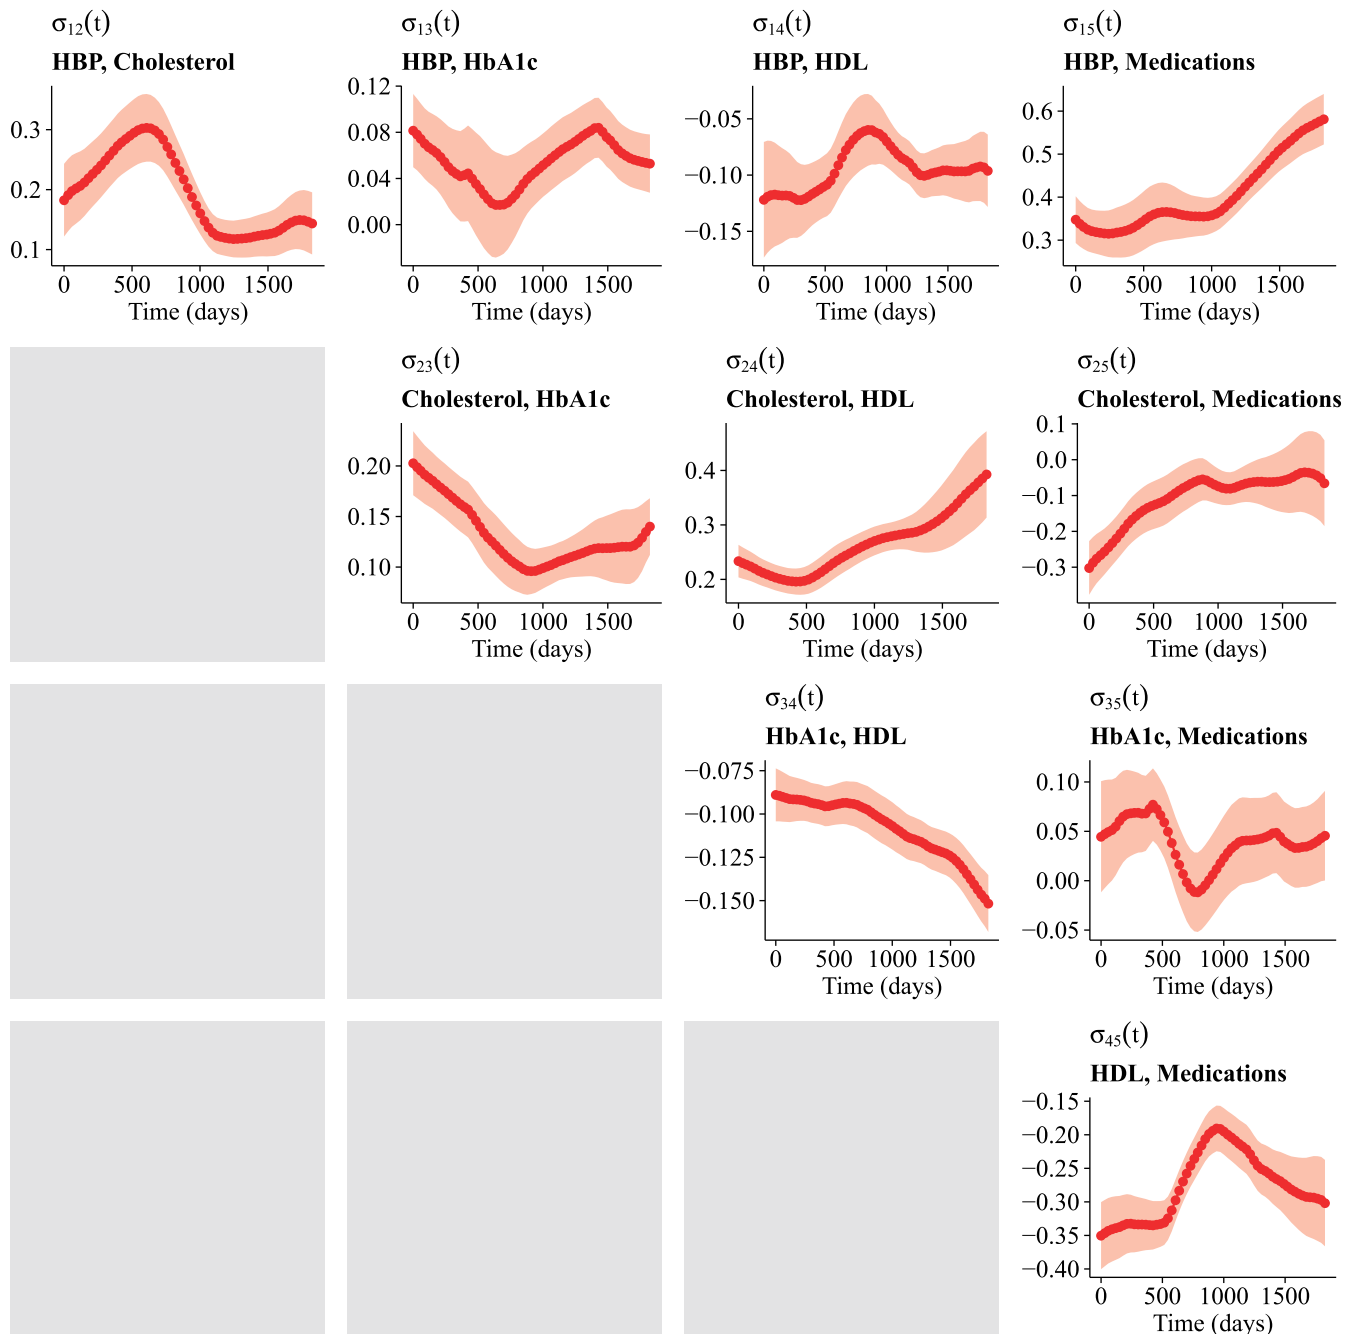 σ₁₂(t) σ₁₃(t) σ₁₄(t) σ₁₅(t)
HBP, Cholesterol HBP, HbA1c HBP, HDL HBP, Medications
0.3
0.2
0.1
0 500 1000 1500
Time (days)
0.12
0.08
0.04
0.00
0 500 1000 1500
Time (days)
−0.05
−0.10
−0.15
0 500 1000 1500
Time (days)
0.6
0.5
0.4
0.3
0 500 1000 1500
Time (days)
σ₂₃(t) σ₂₄(t) σ₂₅(t)
Cholesterol, HbA1c Cholesterol, HDL Cholesterol, Medications
0.20
0.15
0.10
0 500 1000 1500
Time (days)
0.4
0.3
0.2
0 500 1000 1500
Time (days)
0.1
0.0
−0.1
−0.2
−0.3
0 500 1000 1500
Time (days)
σ₃₄(t) σ₃₅(t)
HbA1c, HDL HbA1c, Medications
−0.075
−0.100
−0.125
−0.150
0 500 1000 1500
Time (days)
0.10
0.05
0.00
−0.05
0 500 1000 1500
Time (days)
σ₄₅(t)
HDL, Medications
−0.15
−0.20
−0.25
−0.30
−0.35
−0.40
0 500 1000 1500
Time (days)